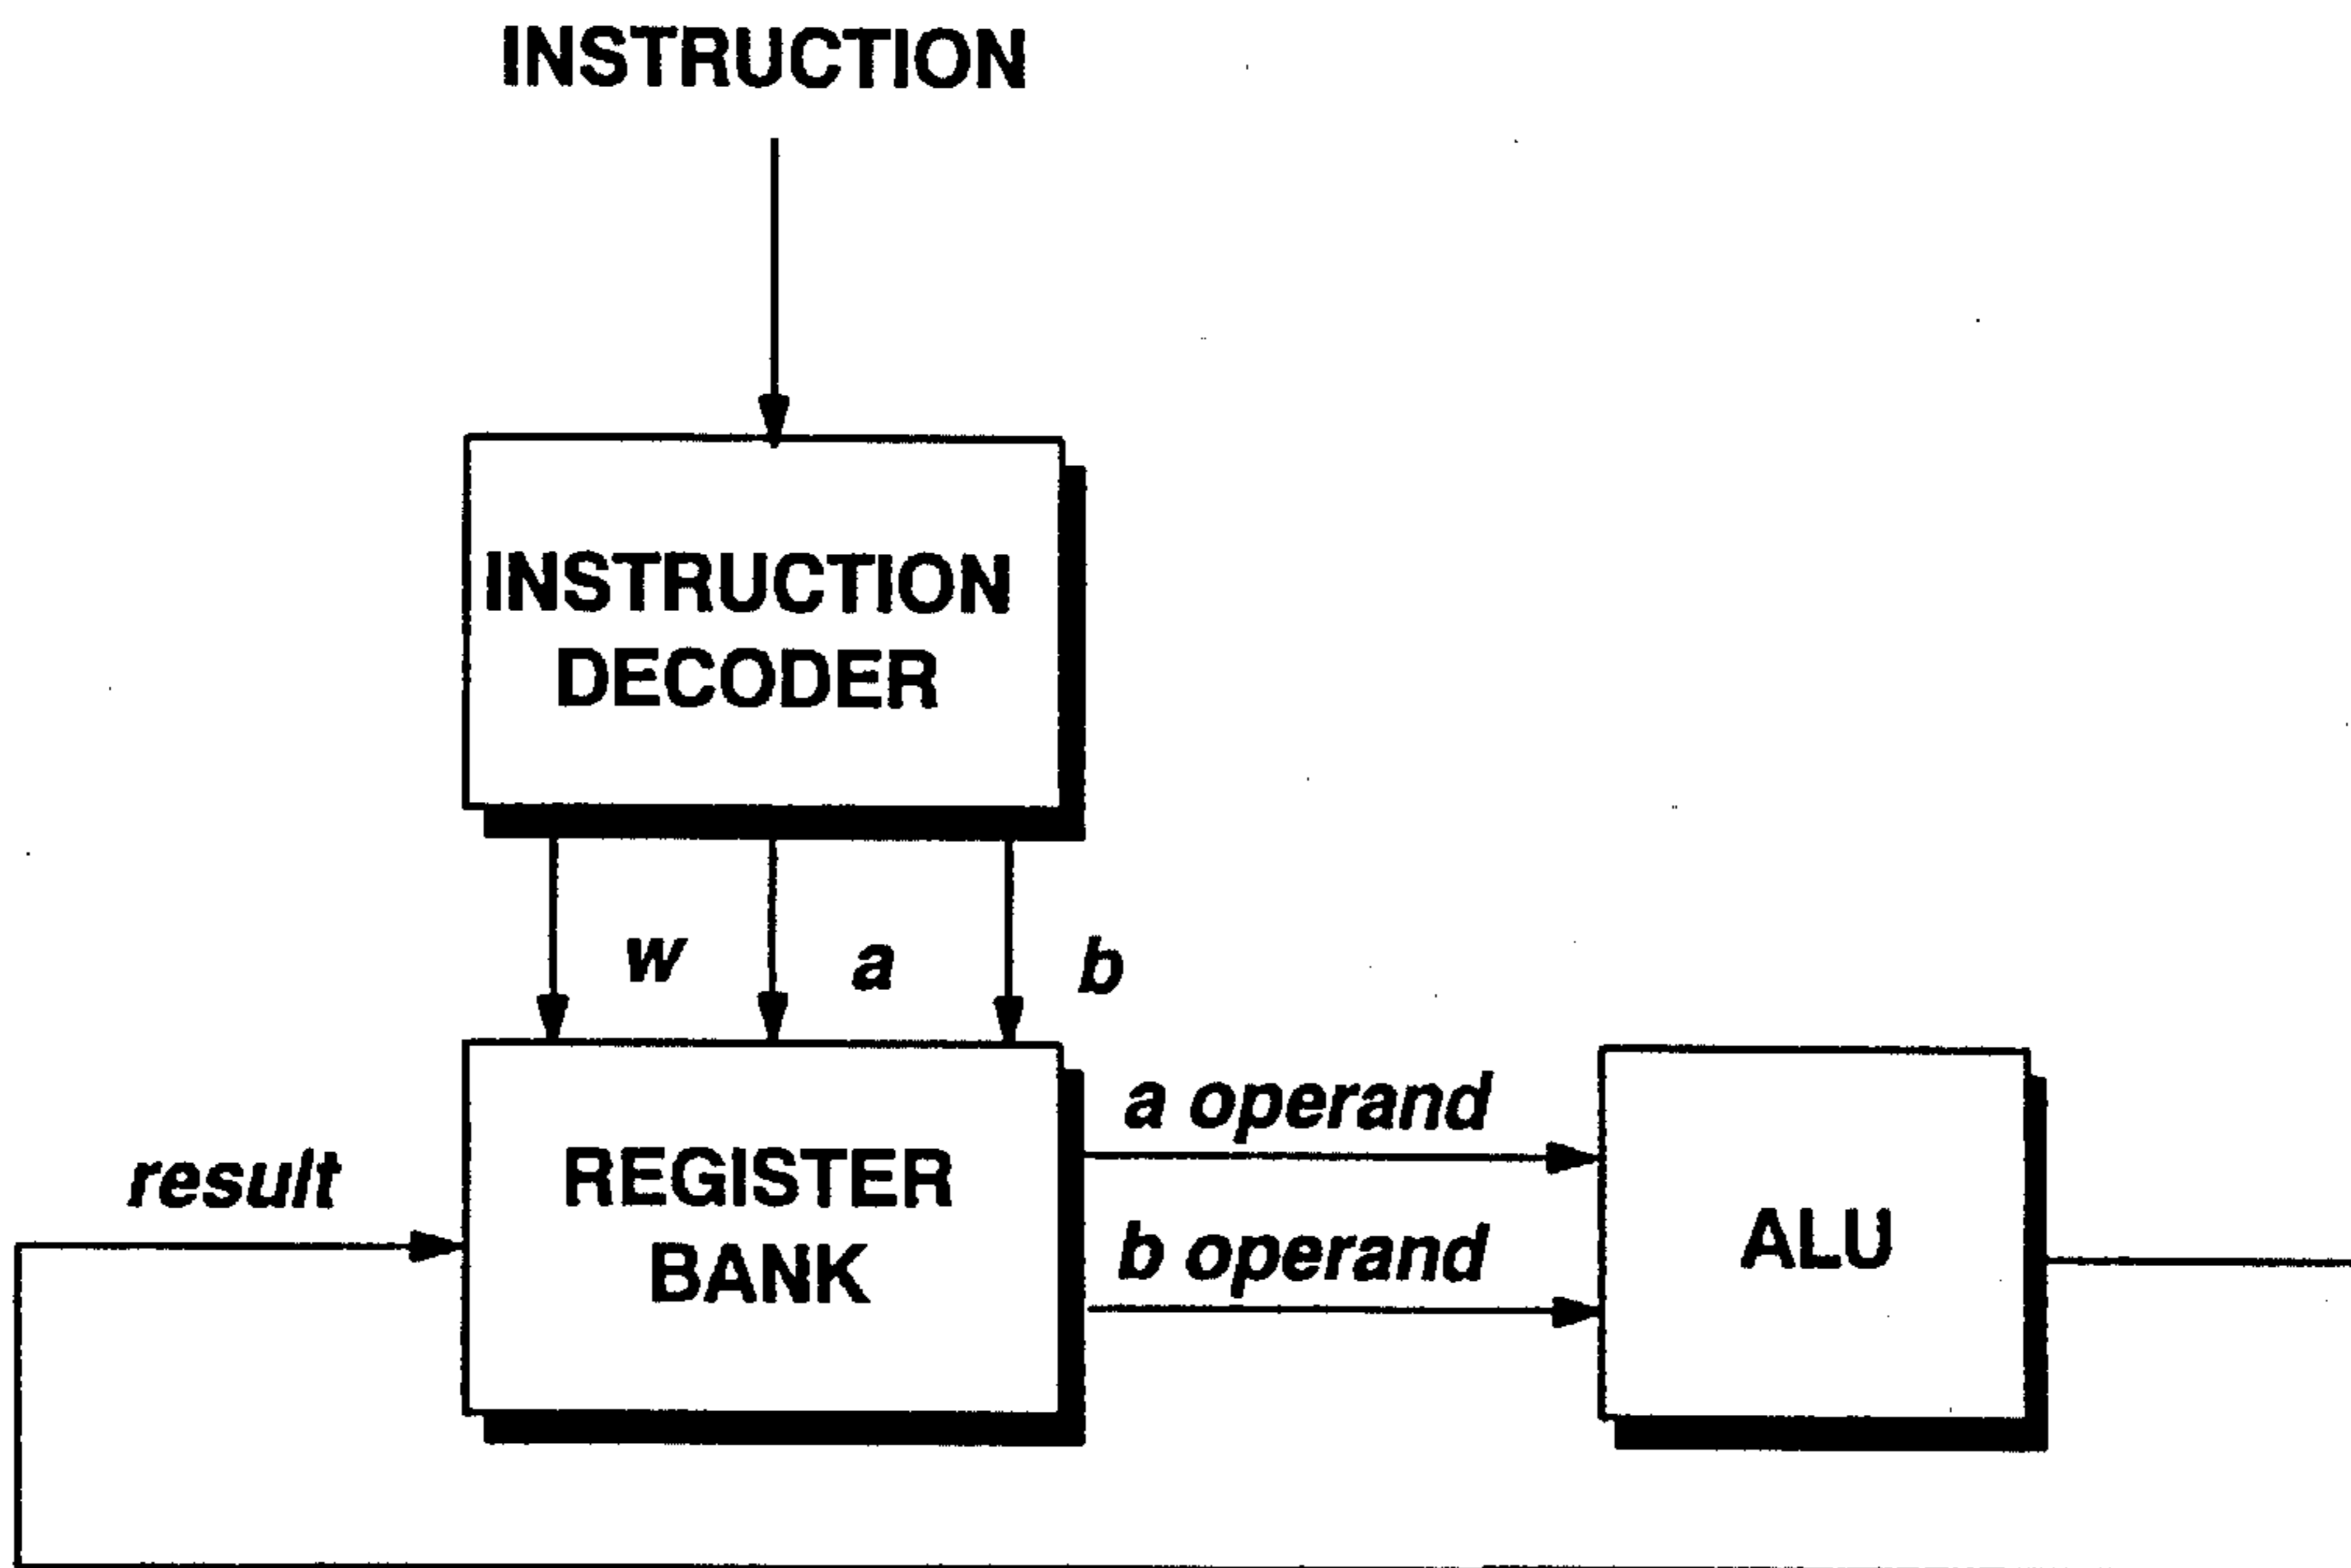 INSTRUCTION
INSTRUCTION
DECODER
w
a
b
a operand
result
REGISTER
BANK
b operand
ALU